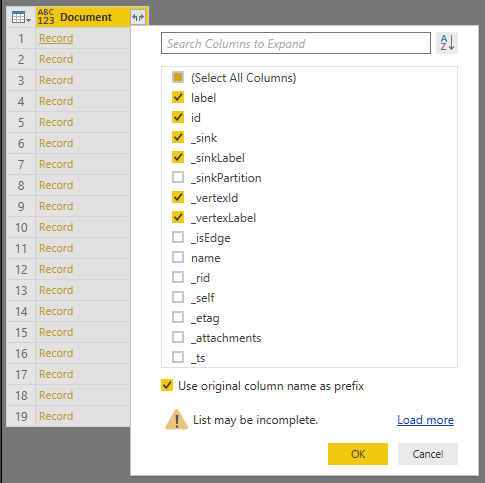 ABC
123 Document
1 Record
2 Record
3 Record
4 Record
5 Record
6 Record
7 Record
8 Record
9 Record
10 Record
11 Record
12 Record
13 Record
14 Record
15 Record
16 Record
17 Record
18 Record
19 Record
Search Columns to Expand
A
Z
(Select All Columns)
label
id
_sink
_sinkLabel
_sinkPartition
_vertexId
_vertexLabel
_isEdge
name
_rid
_self
_etag
_attachments
_ts
Use original column name as prefix
List may be incomplete. Load more
OK Cancel